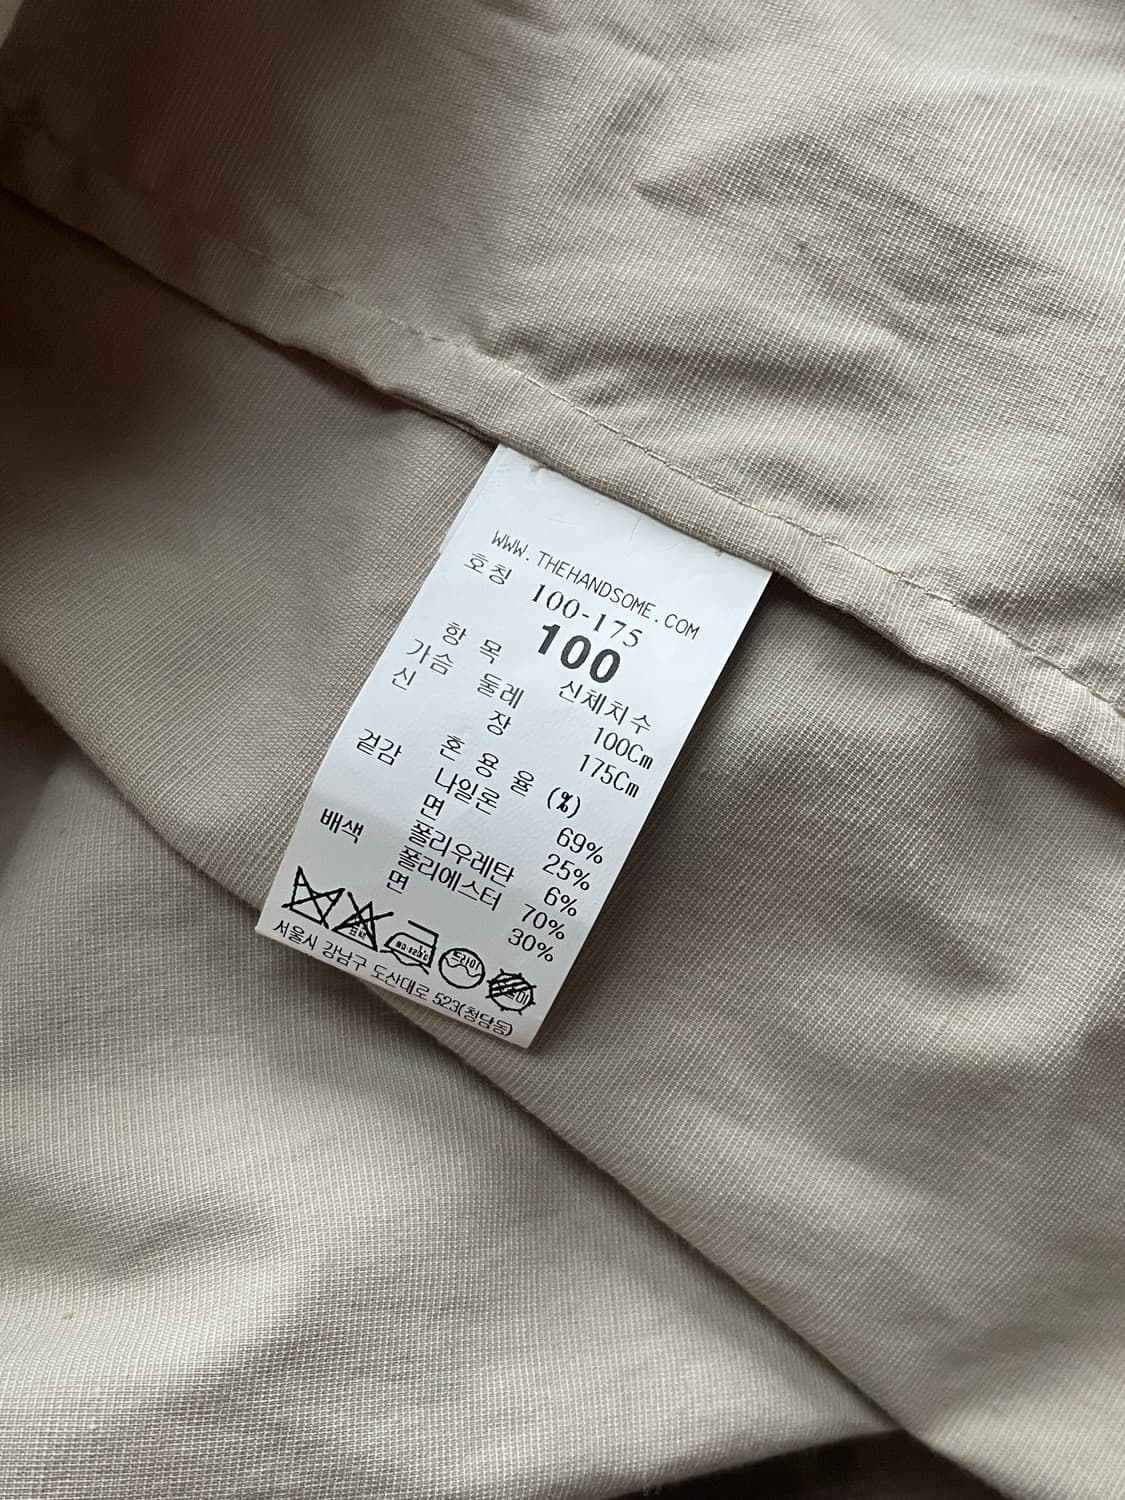 WWW.THEHANDSOME.COM
호칭 100-175
100
항 목 신체치수
가슴 둘레 100Cm
신 장 175Cm
혼 용 율 (%)
겉감 나일론 69%
면 25%
폴리우레탄 6%
배색 폴리에스터 70%
면 30%
드라이
서울시 강남구 도산대로 523(청담동)